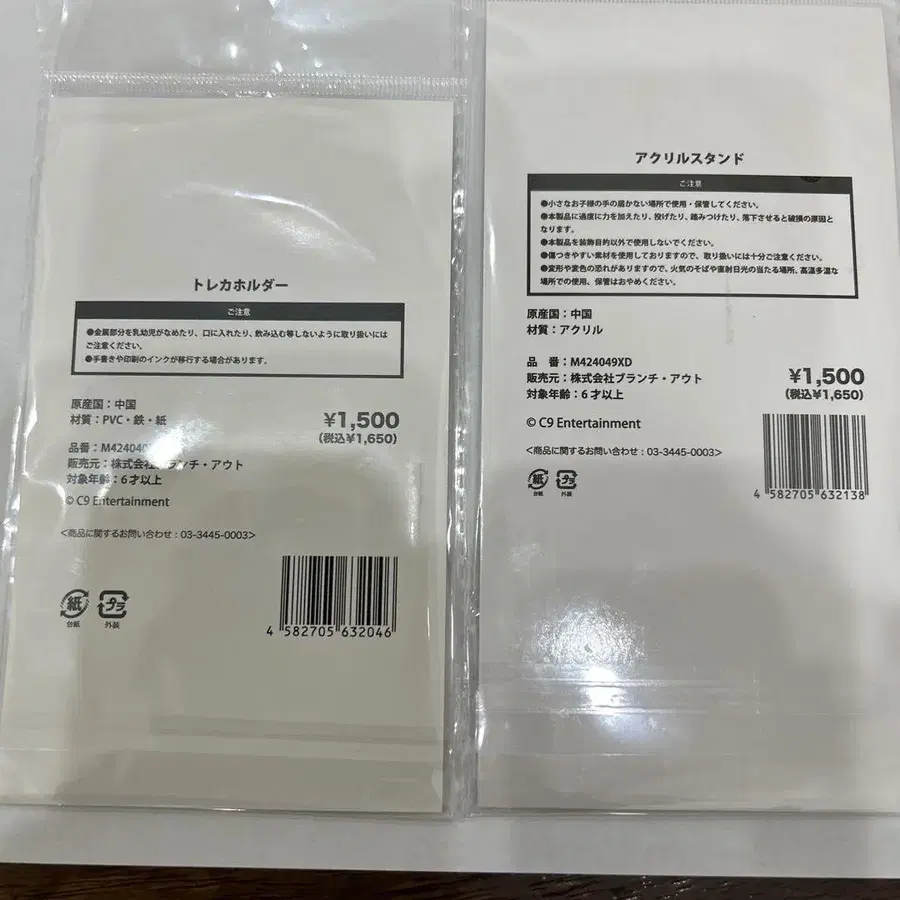 トレカホルダー
ご注意
●金属部分を乳幼児がなめたり、口に入れたり、飲み込む等しないように取り扱いには
ご注意ください。
●手書きや印刷のインクが移行する場合があります。
原産国：中国
材質：PVC・鉄・紙
¥1,500
(税込¥1,650)
品番：M424040
販売元：株式会社ブランチ・アウト
対象年齢：6才以上
© C9 Entertainment
<商品に関するお問い合わせ：03-3445-0003>
紙
台紙
プラ
外装
4 582705 632046
アクリルスタンド
ご注意
●小さなお子様の手の届かない場所で使用・保管してください。
●本製品に過度に力を加えたり、投げたり、踏みつけたり、落下させると破損の原因と
なります。
●本製品を装飾目的以外で使用しないでください。
●傷つきやすい素材を使用しておりますので、取り扱いには十分ご注意ください。
●変形や変色の恐れがありますので、火気のそばや直射日光の当たる場所、高温多湿な
場所での使用、保管はおやめください。
原産国：中国
材質：アクリル
品　番：M424049XD
販売元：株式会社ブランチ・アウト
対象年齢：6才以上
¥1,500
(税込¥1,650)
© C9 Entertainment
<商品に関するお問い合わせ：03-3445-0003>
紙
台紙
プラ
外装
4 582705 632138